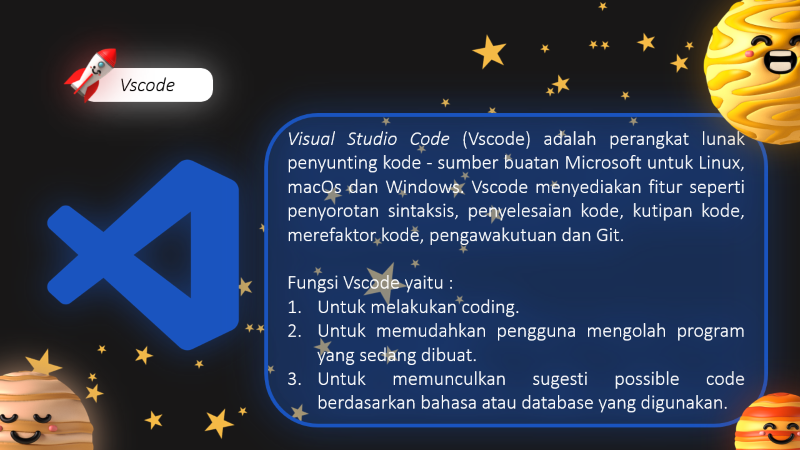 Vscode
Visual Studio Code (Vscode) adalah perangkat lunak
penyunting kode - sumber buatan Microsoft untuk Linux,
macOs dan Windows. Vscode menyediakan fitur seperti
penyorotan sintaksis, penyelesaian kode, kutipan kode,
merefaktor kode, pengawakutuan dan Git.
Fungsi Vscode yaitu :
1. Untuk melakukan coding.
2. Untuk memudahkan pengguna mengolah program
yang sedang dibuat.
3. Untuk memunculkan sugesti possible code
berdasarkan bahasa atau database yang digunakan.